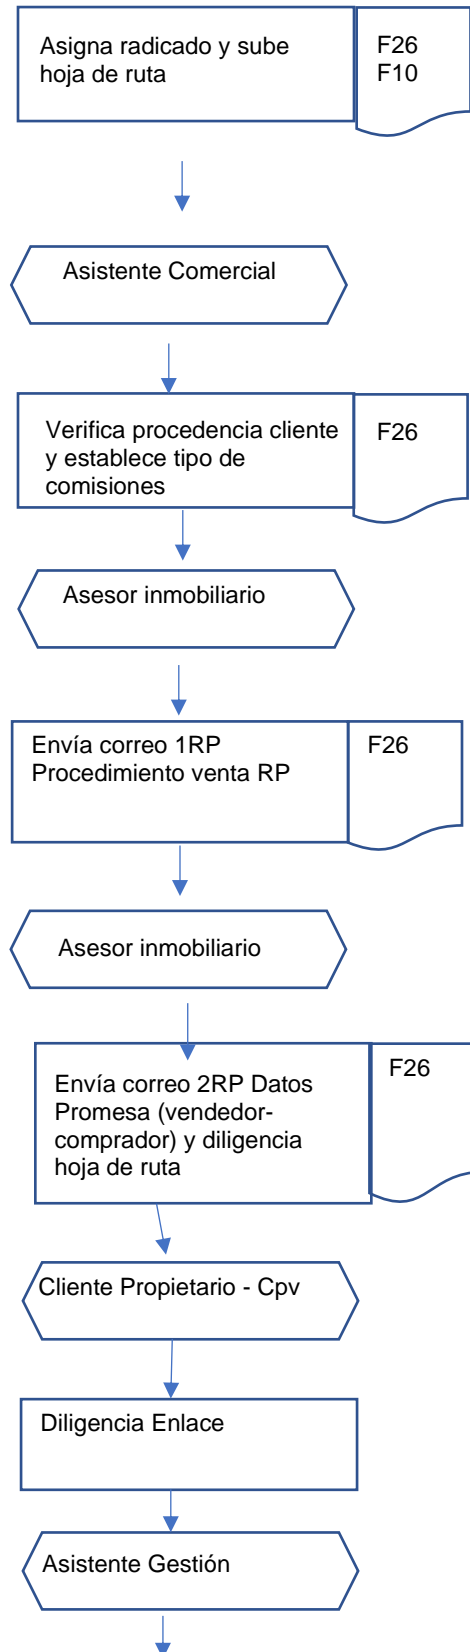 Asigna radicado y sube
hoja de ruta
F26
F10
Asistente Comercial
Verifica procedencia cliente
y establece tipo de
comisiones
F26
Asesor inmobiliario
Envía correo 1RP
Procedimiento venta RP
F26
Asesor inmobiliario
Envía correo 2RP Datos
Promesa (vendedor-
comprador) y diligencia
hoja de ruta
F26
Cliente Propietario - Cpv
Diligencia Enlace
Asistente Gestión